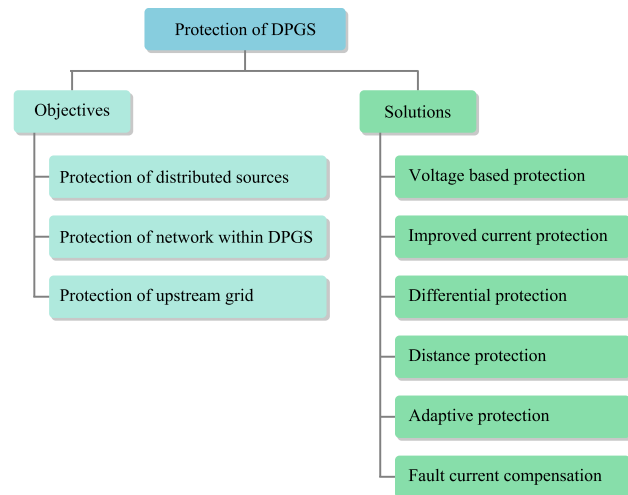 Protection of DPGS
Objectives
Protection of distributed sources
Protection of network within DPGS
Protection of upstream grid
Solutions
Voltage based protection
Improved current protection
Differential protection
Distance protection
Adaptive protection
Fault current compensation